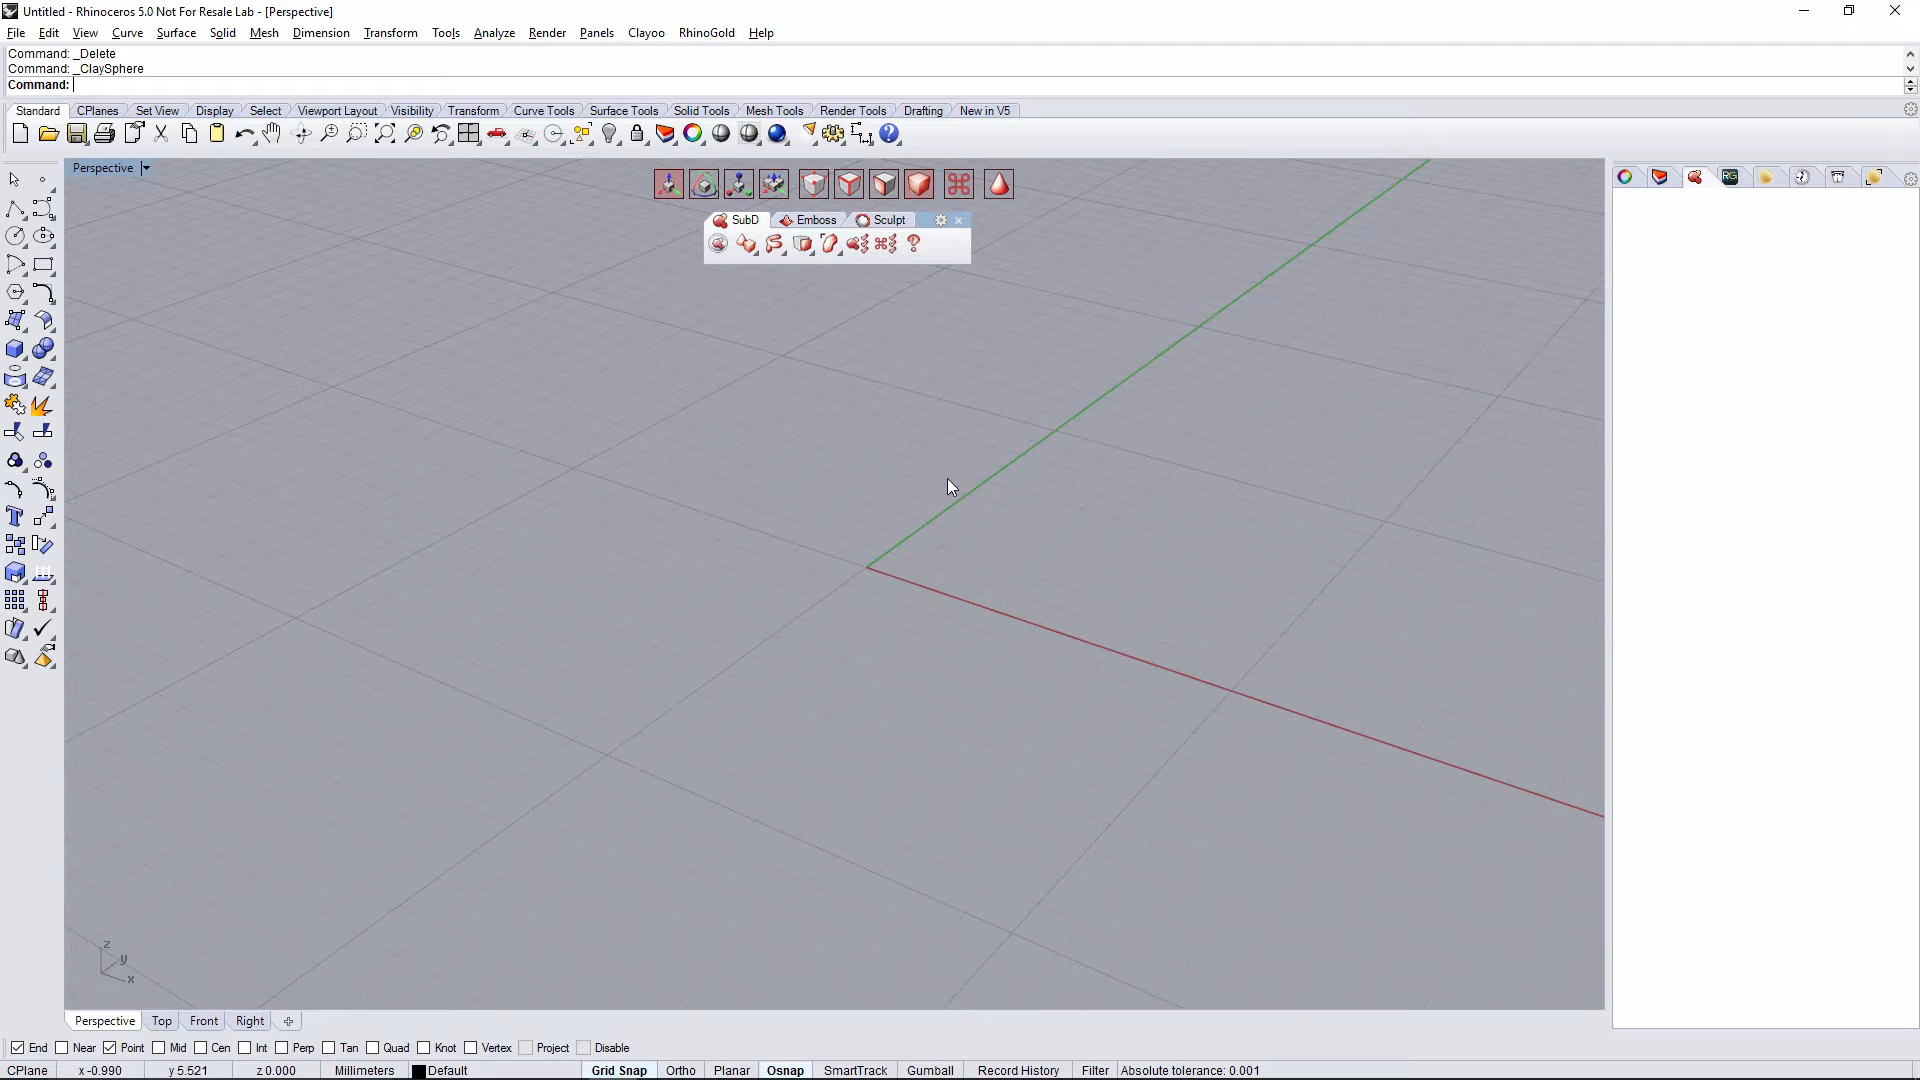 Untitled - Rhinoceros 5.0 Not For Resale Lab - [Perspective]
File Edit View Curve Surface Solid Mesh Dimension Transform Tools Analyze Render Panels Clayoo RhinoGold Help
Command: _Delete
Command: _ClaySphere
Command:
Standard CPlanes Set View Display Select Viewport Layout Visibility Transform Curve Tools Surface Tools Solid Tools Mesh Tools Render Tools Drafting New in V5
Perspective
RG
SubD Emboss Sculpt
z
y
x
Perspective Top Front Right
End Near Point Mid Cen Int Perp Tan Quad Knot Vertex Project Disable
CPlane x -0.990 y 5.521 z 0.000 Millimeters Default Grid Snap Ortho Planar Osnap SmartTrack Gumball Record History Filter Absolute tolerance: 0.001